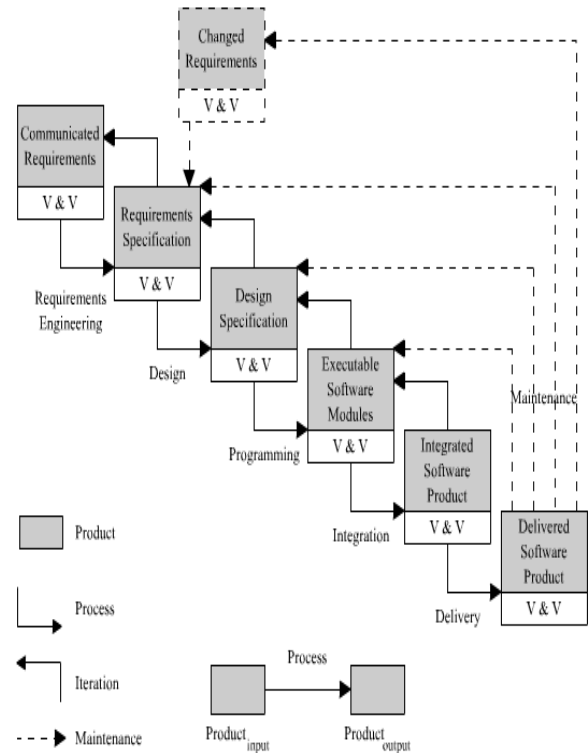 Changed
Requirements
V & V
Communicated
Requirements
V & V
Requirements
Specification
V & V
Requirements
Engineering
Design
Specification
V & V
Design
Executable
Software
Modules
V & V
Maintenance
Programming
Integrated
Software
Product
V & V
Integration
Delivered
Software
Product
V & V
Delivery
Product
Process
Iteration
Maintenance
Process
Product input
Product output